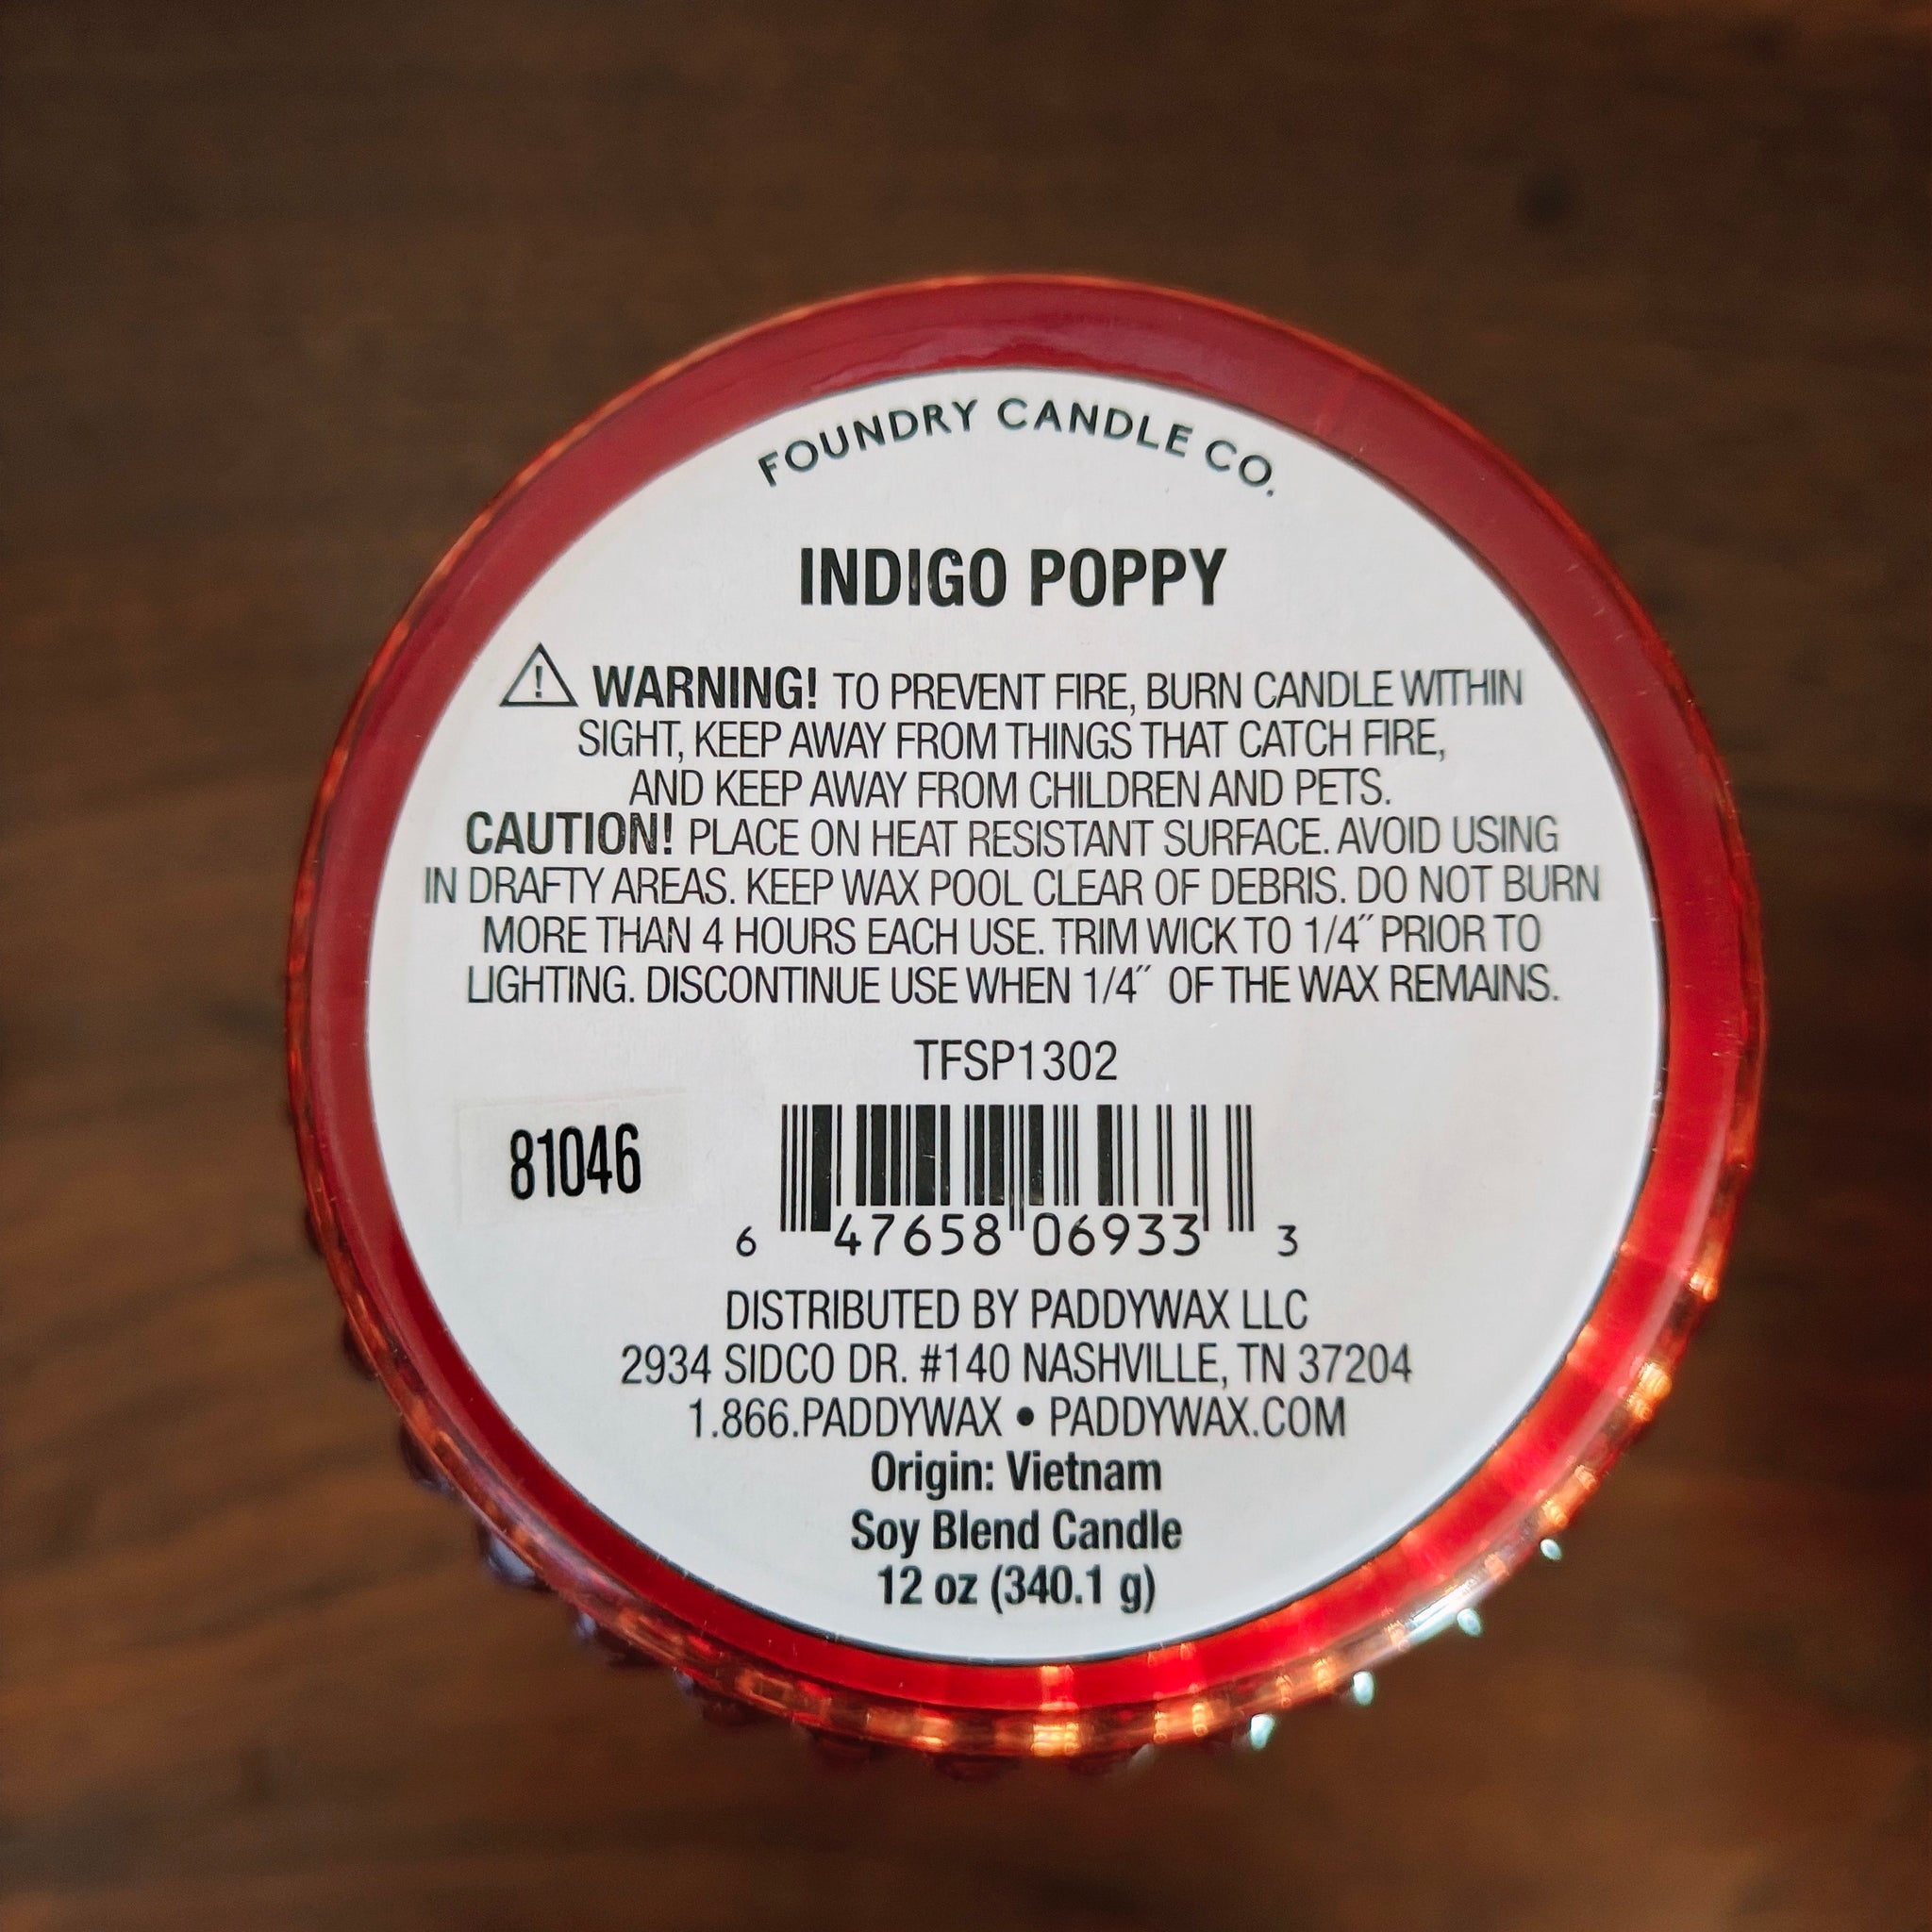 FOUNDRY CANDLE CO.
INDIGO POPPY
WARNING! TO PREVENT FIRE, BURN CANDLE WITHIN
SIGHT, KEEP AWAY FROM THINGS THAT CATCH FIRE,
AND KEEP AWAY FROM CHILDREN AND PETS.
CAUTION! PLACE ON HEAT RESISTANT SURFACE. AVOID USING
IN DRAFTY AREAS. KEEP WAX POOL CLEAR OF DEBRIS. DO NOT BURN
MORE THAN 4 HOURS EACH USE. TRIM WICK TO 1/4˝ PRIOR TO
LIGHTING. DISCONTINUE USE WHEN 1/4˝ OF THE WAX REMAINS.
TFSP1302
81046
6 47658 06933 3
DISTRIBUTED BY PADDYWAX LLC
2934 SIDCO DR. #140 NASHVILLE, TN 37204
1.866.PADDYWAX • PADDYWAX.COM
Origin: Vietnam
Soy Blend Candle
12 oz (340.1 g)